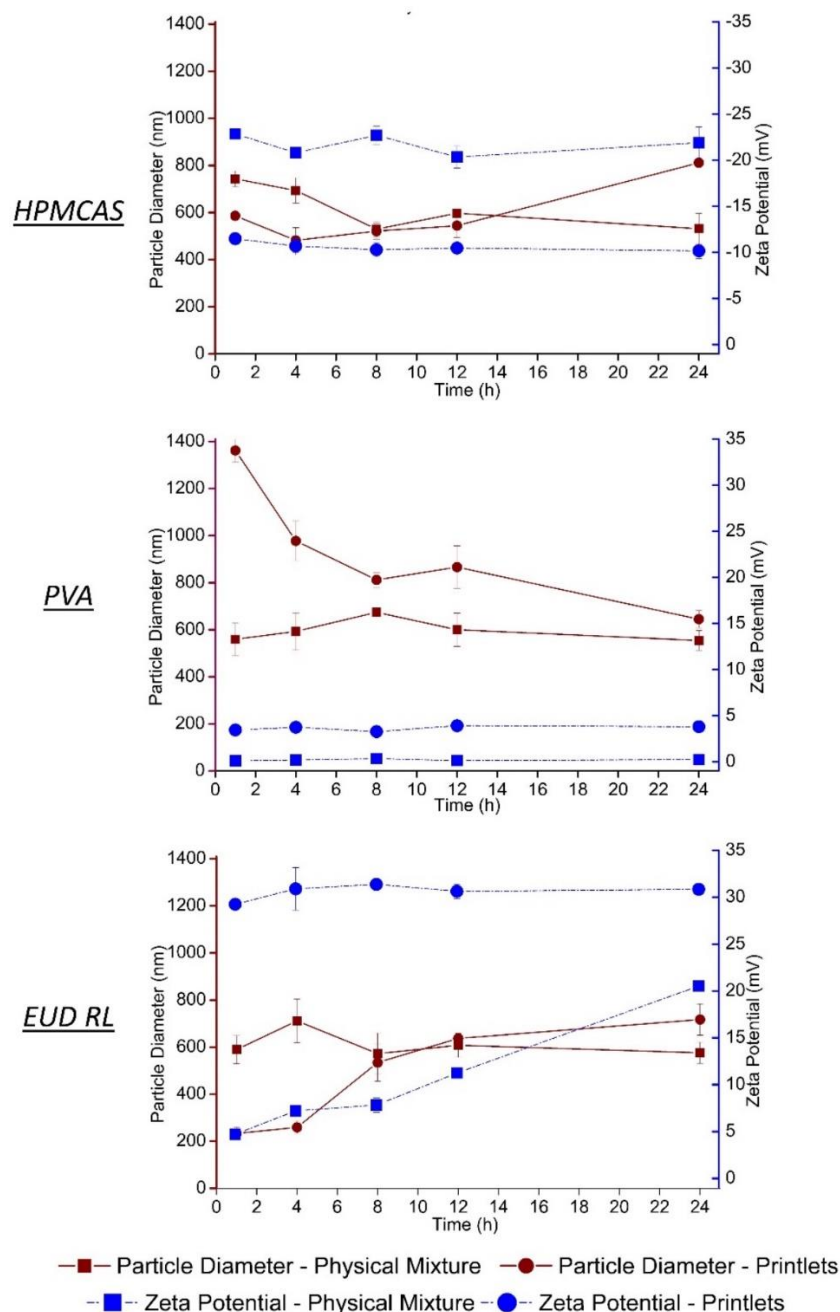 1400
1200
1000
800
600
400
200
0
Particle Diameter (nm)
HPMCAS
-35
-30
-25
-20
-15
-10
-5
0
Zeta Potential (mV)
0 2 4 6 8 10 12 14 16 18 20 22 24
Time (h)
1400
1200
1000
800
600
400
200
0
Particle Diameter (nm)
PVA
35
30
25
20
15
10
5
0
Zeta Potential (mV)
0 2 4 6 8 10 12 14 16 18 20 22 24
Time (h)
1400
1200
1000
800
600
400
200
0
Particle Diameter (nm)
EUD RL
35
30
25
20
15
10
5
0
Zeta Potential (mV)
0 2 4 6 8 10 12 14 16 18 20 22 24
Time (h)
Particle Diameter - Physical Mixture Particle Diameter - Printlets
Zeta Potential - Physical Mixture Zeta Potential - Printlets